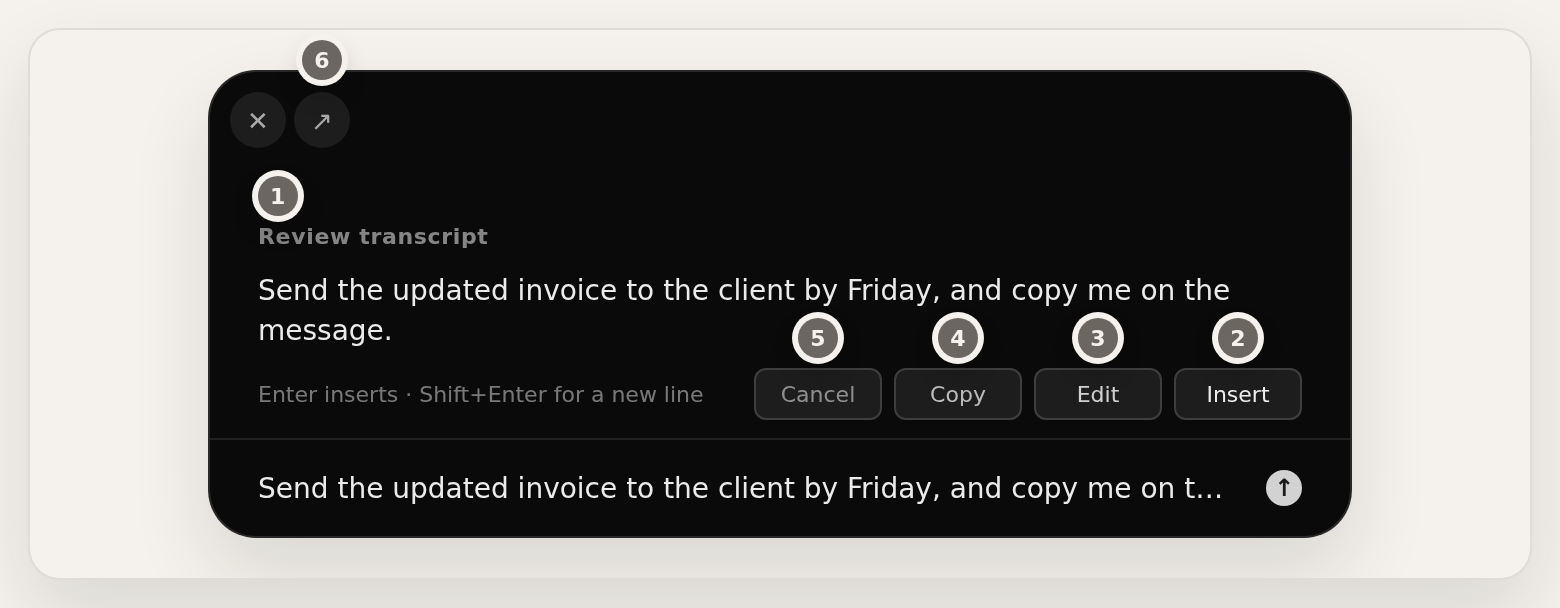 6
✕ ↗
1
Review transcript
Send the updated invoice to the client by Friday, and copy me on the
message.
5 4 3 2
Enter inserts · Shift+Enter for a new line Cancel Copy Edit Insert
Send the updated invoice to the client by Friday, and copy me on t… ↑